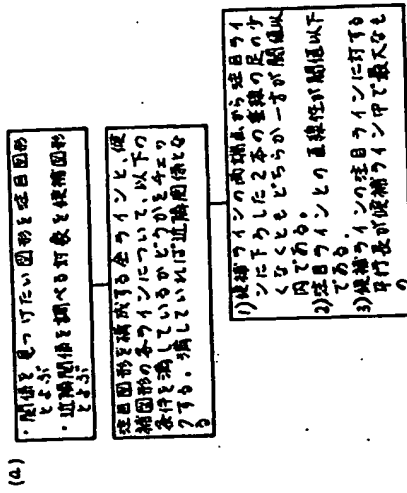 (a)
・関係を見つけたい図形を注目図形
とよぶ
・近隣関係を調べる対象を候補図形
とよぶ
注目図形を構成する全ラインと、候
補図形の各ラインについて、以下の
条件を満しているかどうかをチェッ
クする。満していれば近隣関係とな
る
1)候補ラインの両端点から注目ライ
ンに下ろした2本の垂線の足の少
くなくともどちらか一方が閾値以
内である。
2)注目ラインとの直線性が閾値以下
である。
3)候補ラインの注目ラインに対する
平行長が候補ライン中で最大なも
の